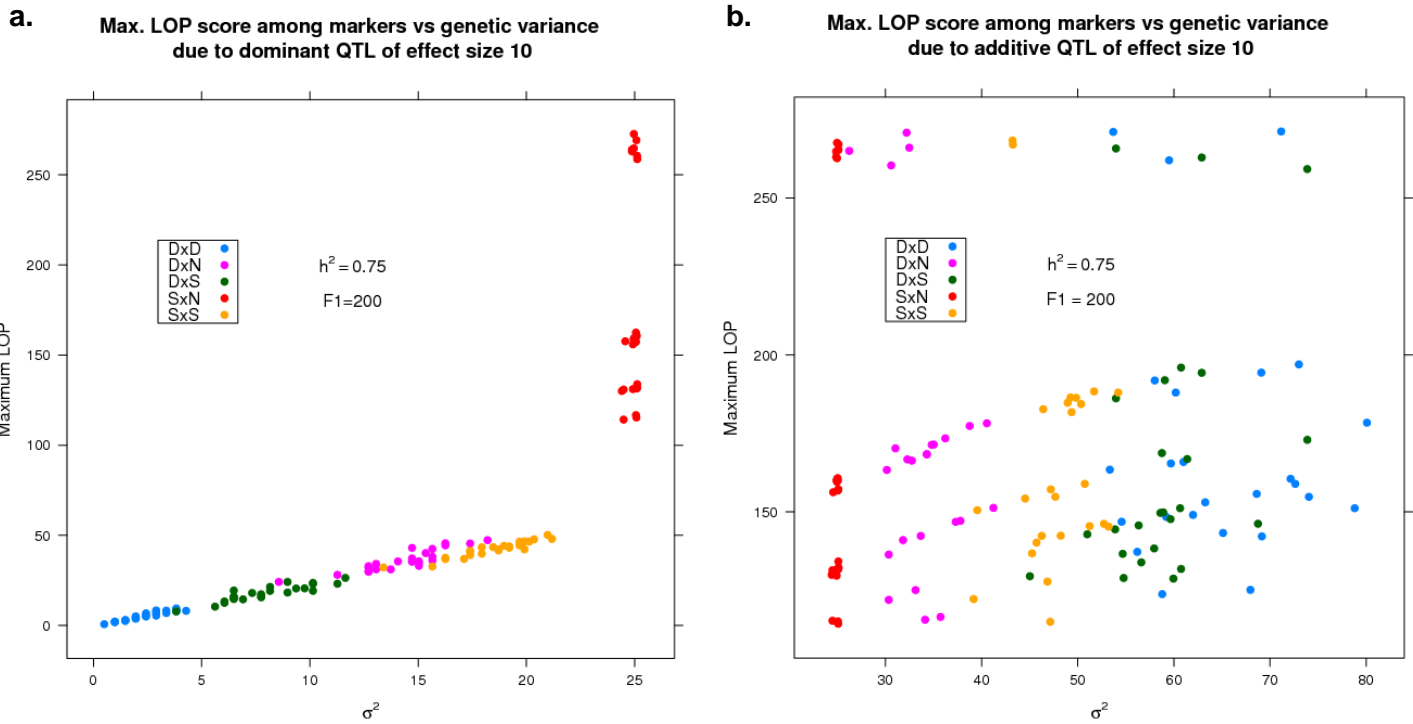 a.
Max. LOP score among markers vs genetic variance
due to dominant QTL of effect size 10
250
200
150
100
50
0
Maximum LOP
DxD
DxN
DxS
SxN
SxS
h² = 0.75
F1=200
0 5 10 15 20 25
σ²
b.
Max. LOP score among markers vs genetic variance
due to additive QTL of effect size 10
250
200
150
Maximum LOP
DxD
DxN
DxS
SxN
SxS
h² = 0.75
F1 = 200
30 40 50 60 70 80
σ²